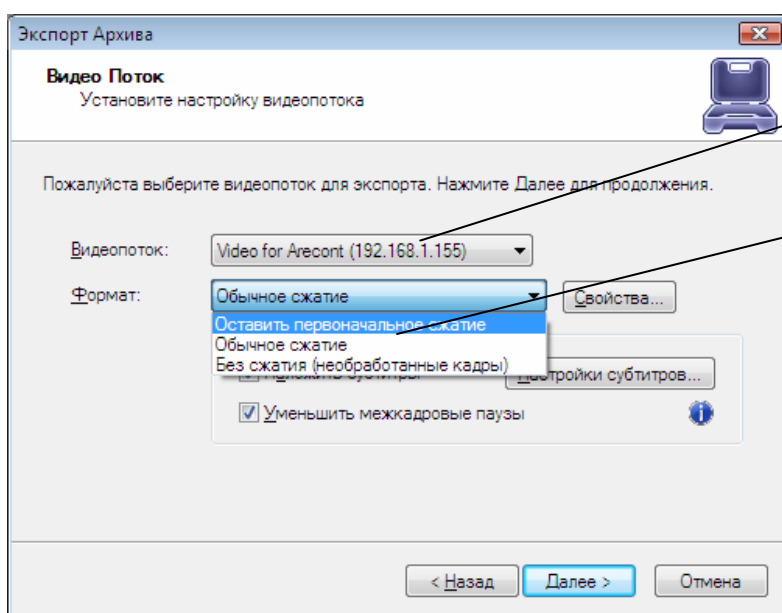 Экспорт Архива
Видео Поток
Установите настройку видеопотока
Пожалуйста выберите видеопоток для экспорта. Нажмите Далее для продолжения.
Видеопоток:
Video for Arecont (192.168.1.155)
Формат:
Обычное сжатие
Свойства...
Оставить первоначальное сжатие
Обычное сжатие
Без сжатия (необработанные кадры)
Настройки субтитров...
Уменьшить межкадровые паузы
< Назад
Далее >
Отмена